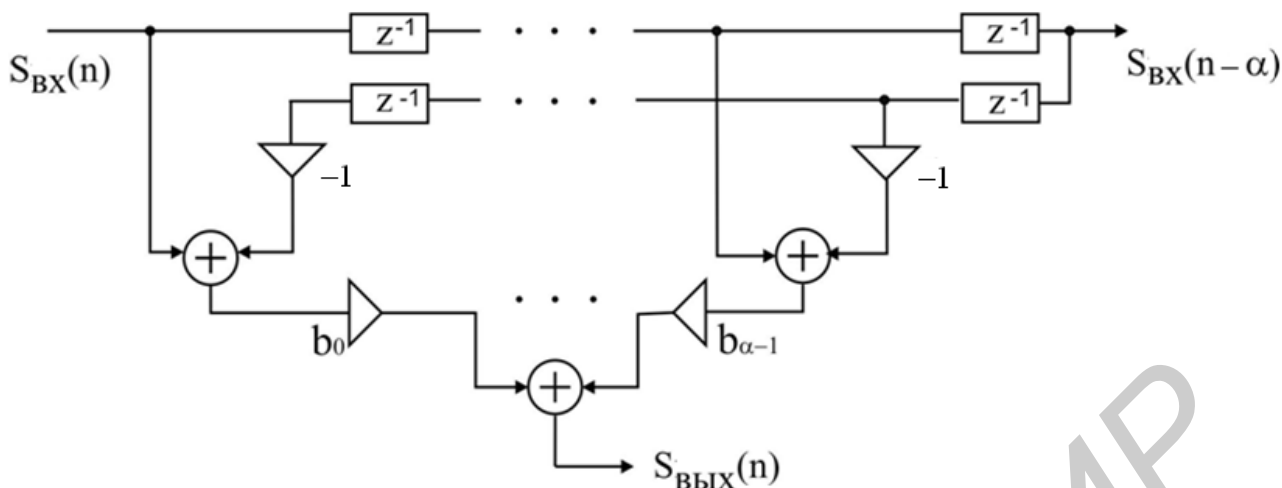 z⁻¹ . . . z⁻¹
S_ВХ(n) S_ВХ(n – α)
z⁻¹ . . . z⁻¹
–1 –1
+ +
. . .
b₀ b_α–1
+
S_ВЫХ(n)